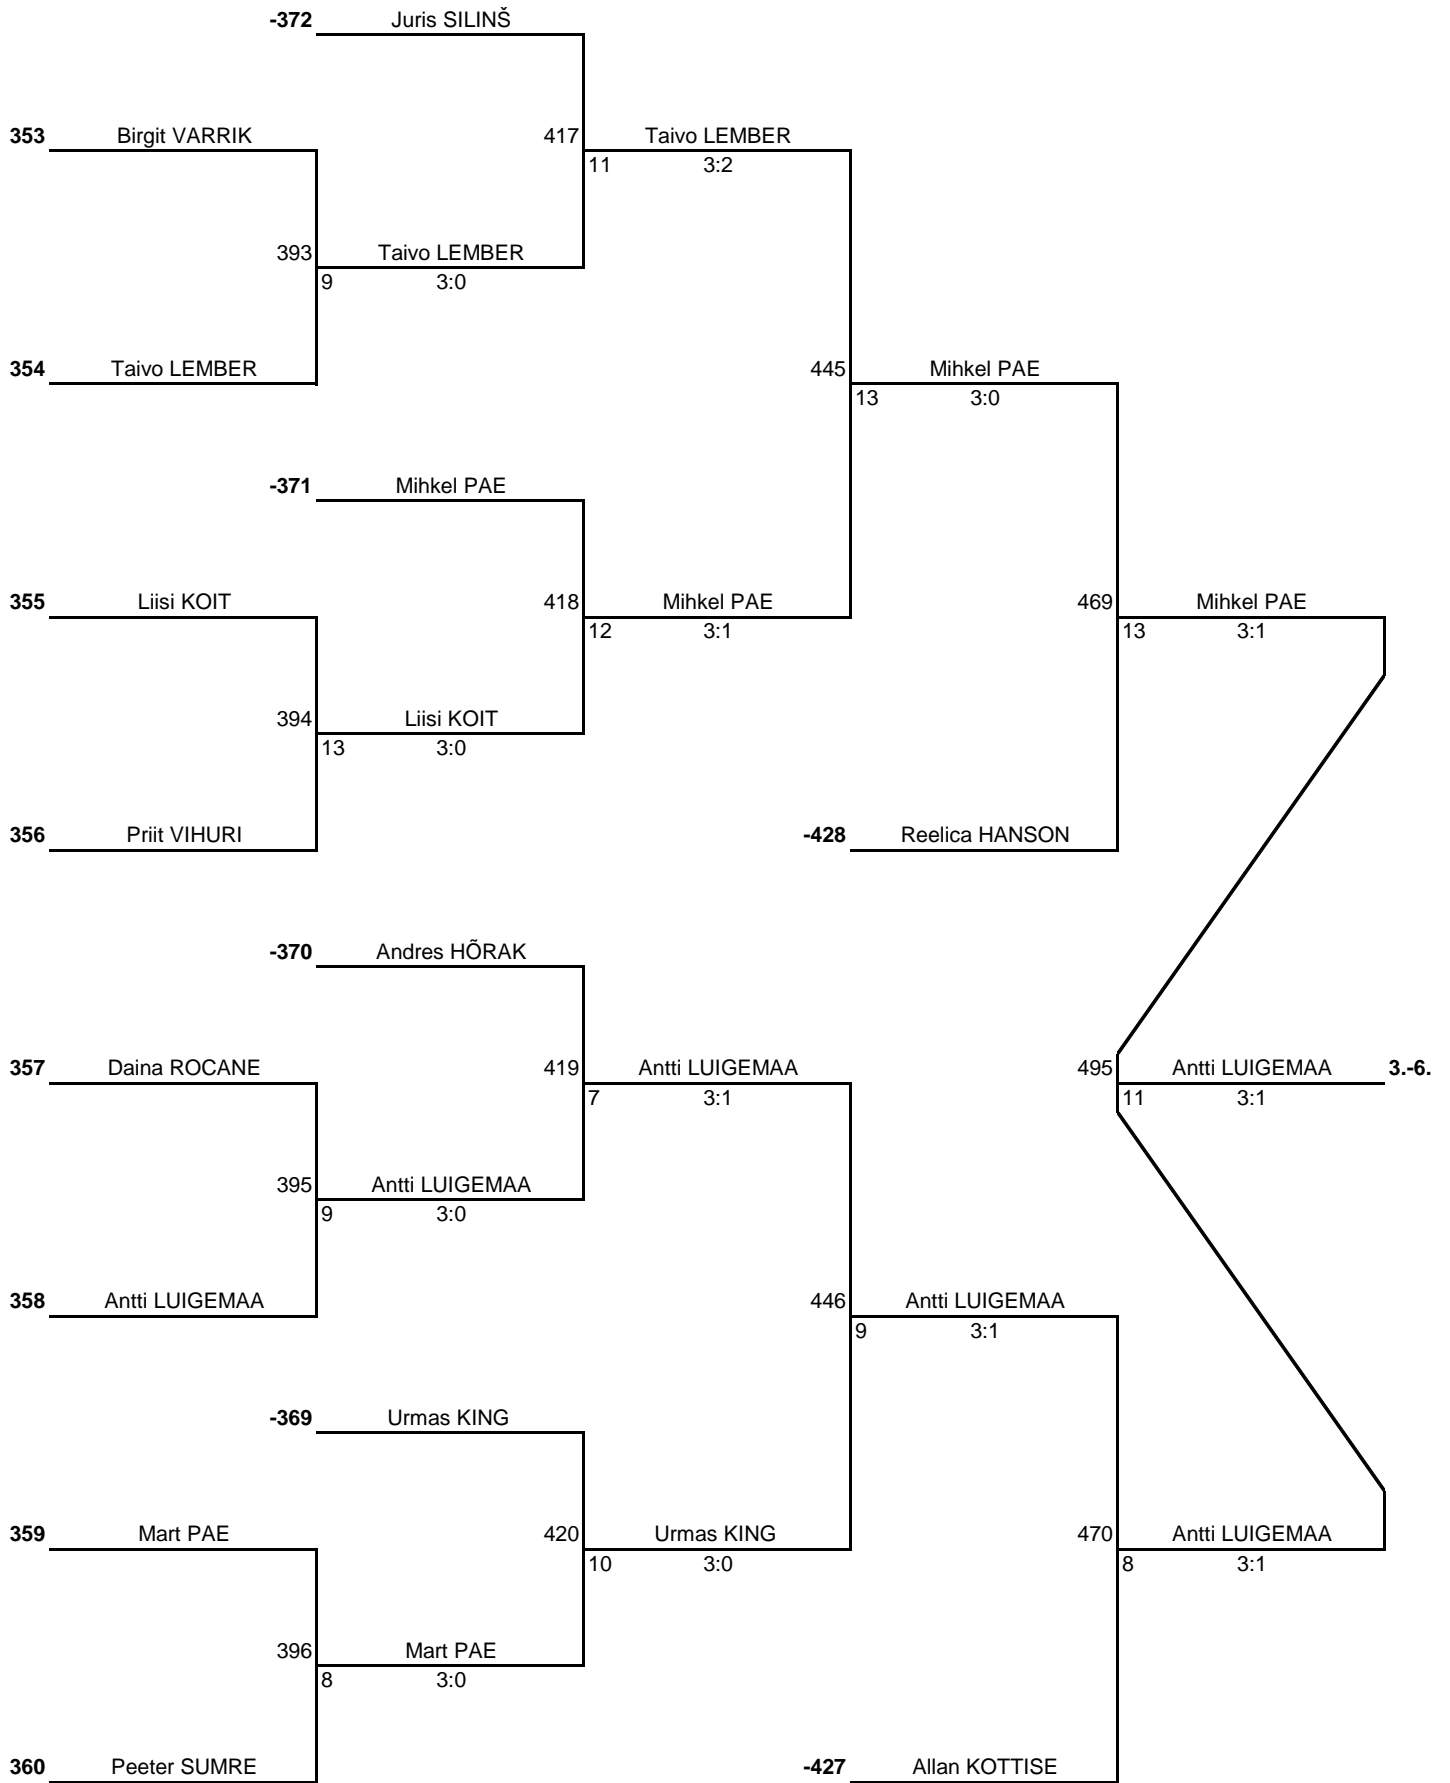 -372 Juris SILINŠ
353 Birgit VARRIK 417 Taivo LEMBER
11 3:2
393 Taivo LEMBER
9 3:0
354 Taivo LEMBER 445 Mihkel PAE
13 3:0
-371 Mihkel PAE
355 Liisi KOIT 418 Mihkel PAE 469 Mihkel PAE
12 3:1 13 3:1
394 Liisi KOIT
13 3:0
356 Priit VIHURI -428 Reelica HANSON
-370 Andres HÕRAK
357 Daina ROCANE 419 Antti LUIGEMAA 495 Antti LUIGEMAA 3.-6.
7 3:1 11 3:1
395 Antti LUIGEMAA
9 3:0
358 Antti LUIGEMAA 446 Antti LUIGEMAA
9 3:1
-369 Urmas KING
359 Mart PAE 420 Urmas KING 470 Antti LUIGEMAA
10 3:0 8 3:1
396 Mart PAE
8 3:0
360 Peeter SUMRE -427 Allan KOTTISE